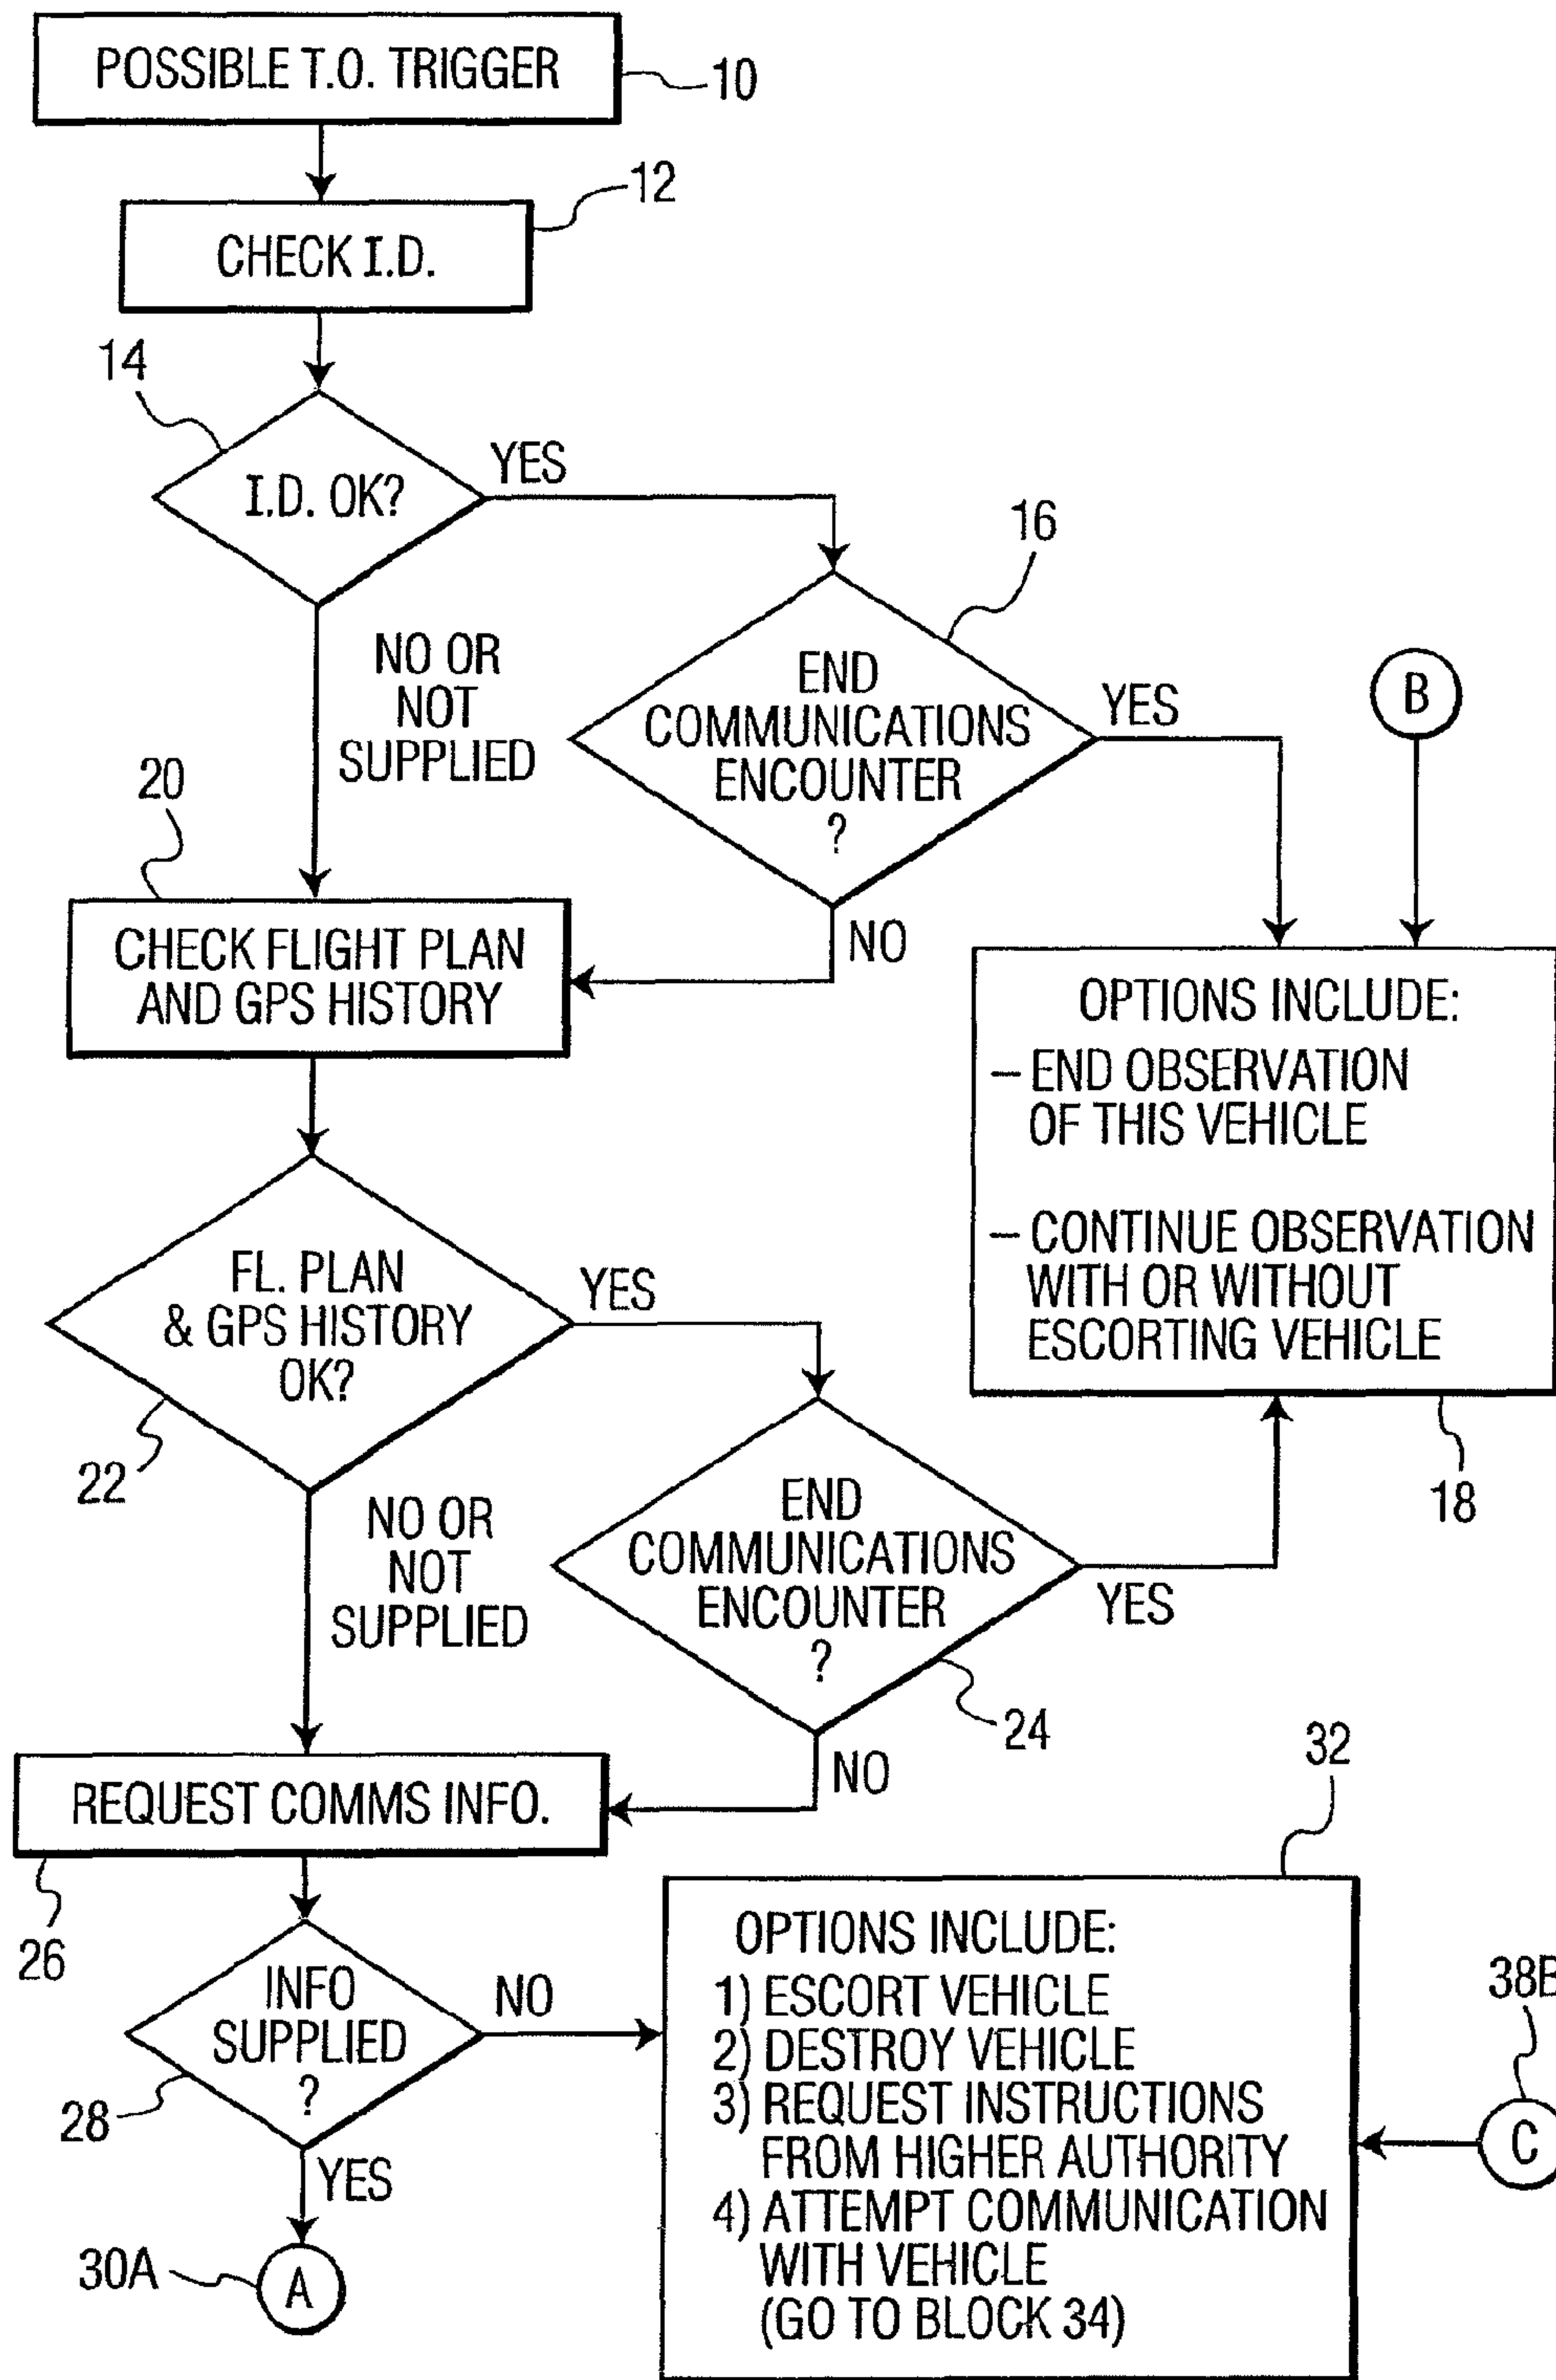 POSSIBLE T.O. TRIGGER
10
12
CHECK I.D.
14
I.D. OK?
YES
16
NO OR
NOT
SUPPLIED
END
COMMUNICATIONS
ENCOUNTER
?
YES
B
20
NO
CHECK FLIGHT PLAN
AND GPS HISTORY
OPTIONS INCLUDE:
– END OBSERVATION
OF THIS VEHICLE
– CONTINUE OBSERVATION
WITH OR WITHOUT
ESCORTING VEHICLE
18
FL. PLAN
& GPS HISTORY
OK?
YES
22
NO OR
NOT
SUPPLIED
END
COMMUNICATIONS
ENCOUNTER
?
YES
24
NO
32
REQUEST COMMS INFO.
26
INFO
SUPPLIED
?
NO
28
YES
30A
A
OPTIONS INCLUDE:
1) ESCORT VEHICLE
2) DESTROY VEHICLE
3) REQUEST INSTRUCTIONS
FROM HIGHER AUTHORITY
4) ATTEMPT COMMUNICATION
WITH VEHICLE
(GO TO BLOCK 34)
38B
C